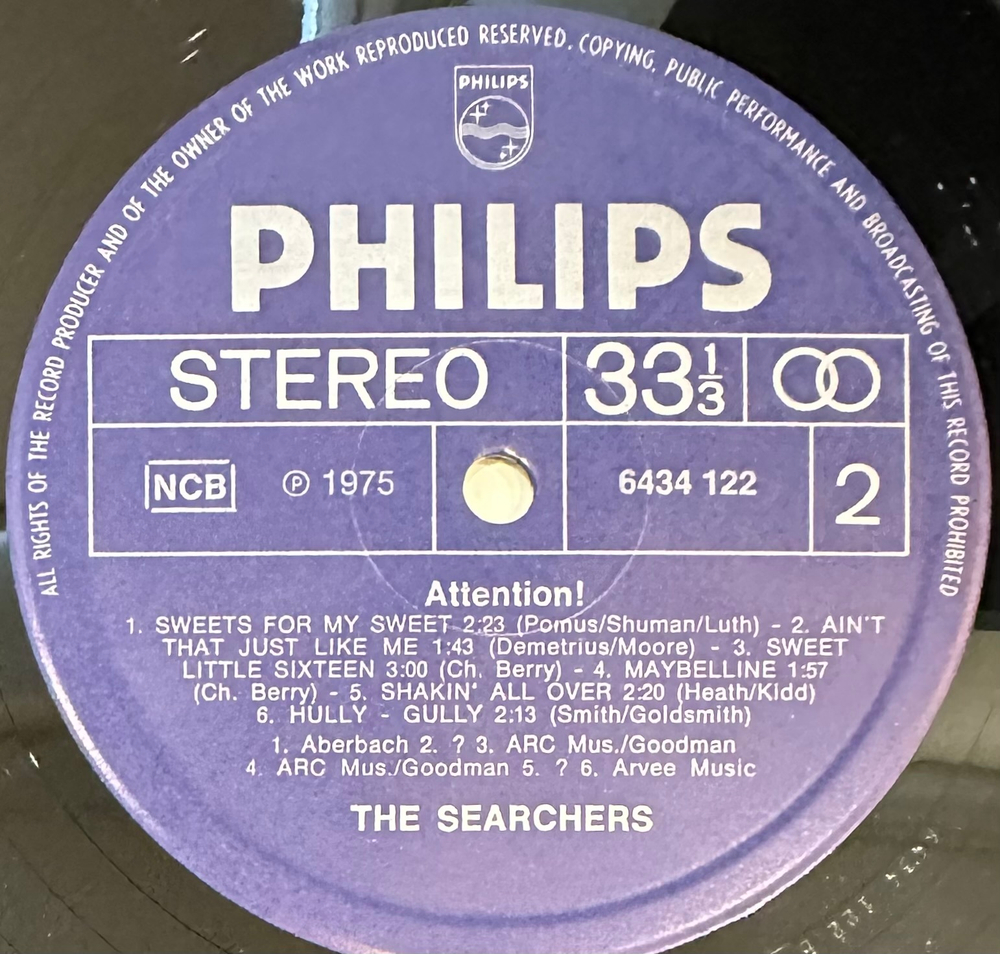 ALL RIGHTS OF THE RECORD PRODUCER AND OF THE OWNER OF THE WORK REPRODUCED RESERVED. COPYING, PUBLIC PERFORMANCE AND BROADCASTING OF THIS RECORD PROHIBITED
PHILIPS
PHILIPS
STEREO 33 1/3
NCB ℗ 1975 6434 122 2
Attention!
1. SWEETS FOR MY SWEET 2:23 (Pomus/Shuman/Luth) - 2. AIN'T
THAT JUST LIKE ME 1:43 (Demetrius/Moore) - 3. SWEET
LITTLE SIXTEEN 3:00 (Ch. Berry) - 4. MAYBELLINE 1:57
(Ch. Berry) - 5. SHAKIN' ALL OVER 2:20 (Heath/Kidd)
6. HULLY - GULLY 2:13 (Smith/Goldsmith)
1. Aberbach 2. ? 3. ARC Mus./Goodman
4. ARC Mus./Goodman 5. ? 6. Arvee Music
THE SEARCHERS